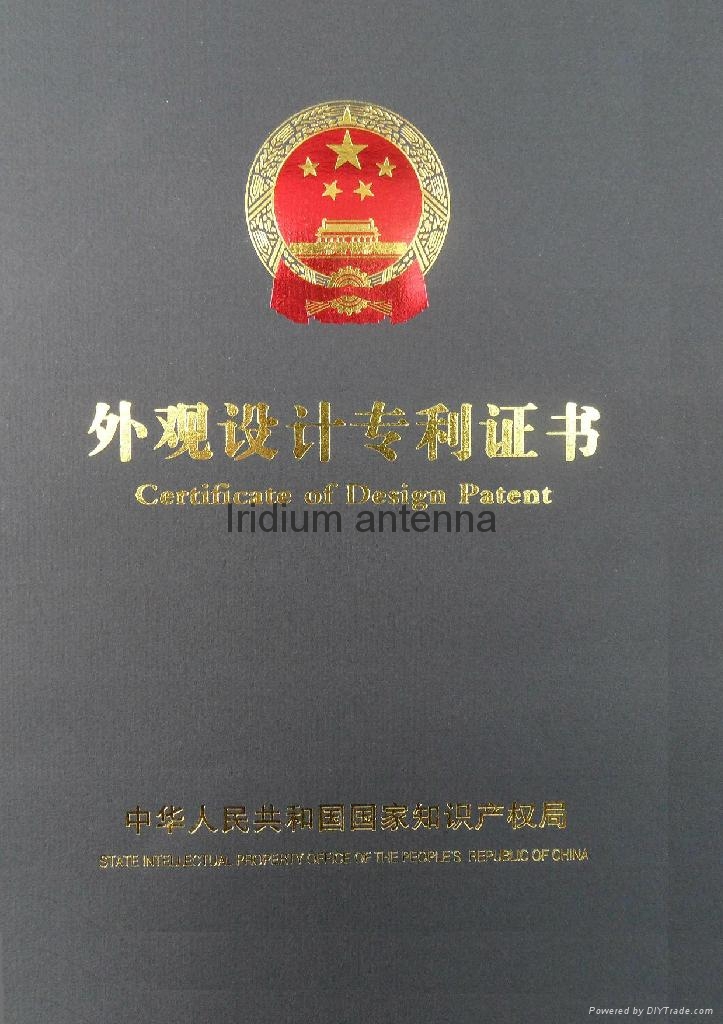 外观设计专利证书
Certificate of Design Patent
Iridium antenna
中华人民共和国国家知识产权局
STATE INTELLECTUAL PROPERTY OFFICE OF THE PEOPLE'S REPUBLIC OF CHINA
Powered by DIYTrade.com